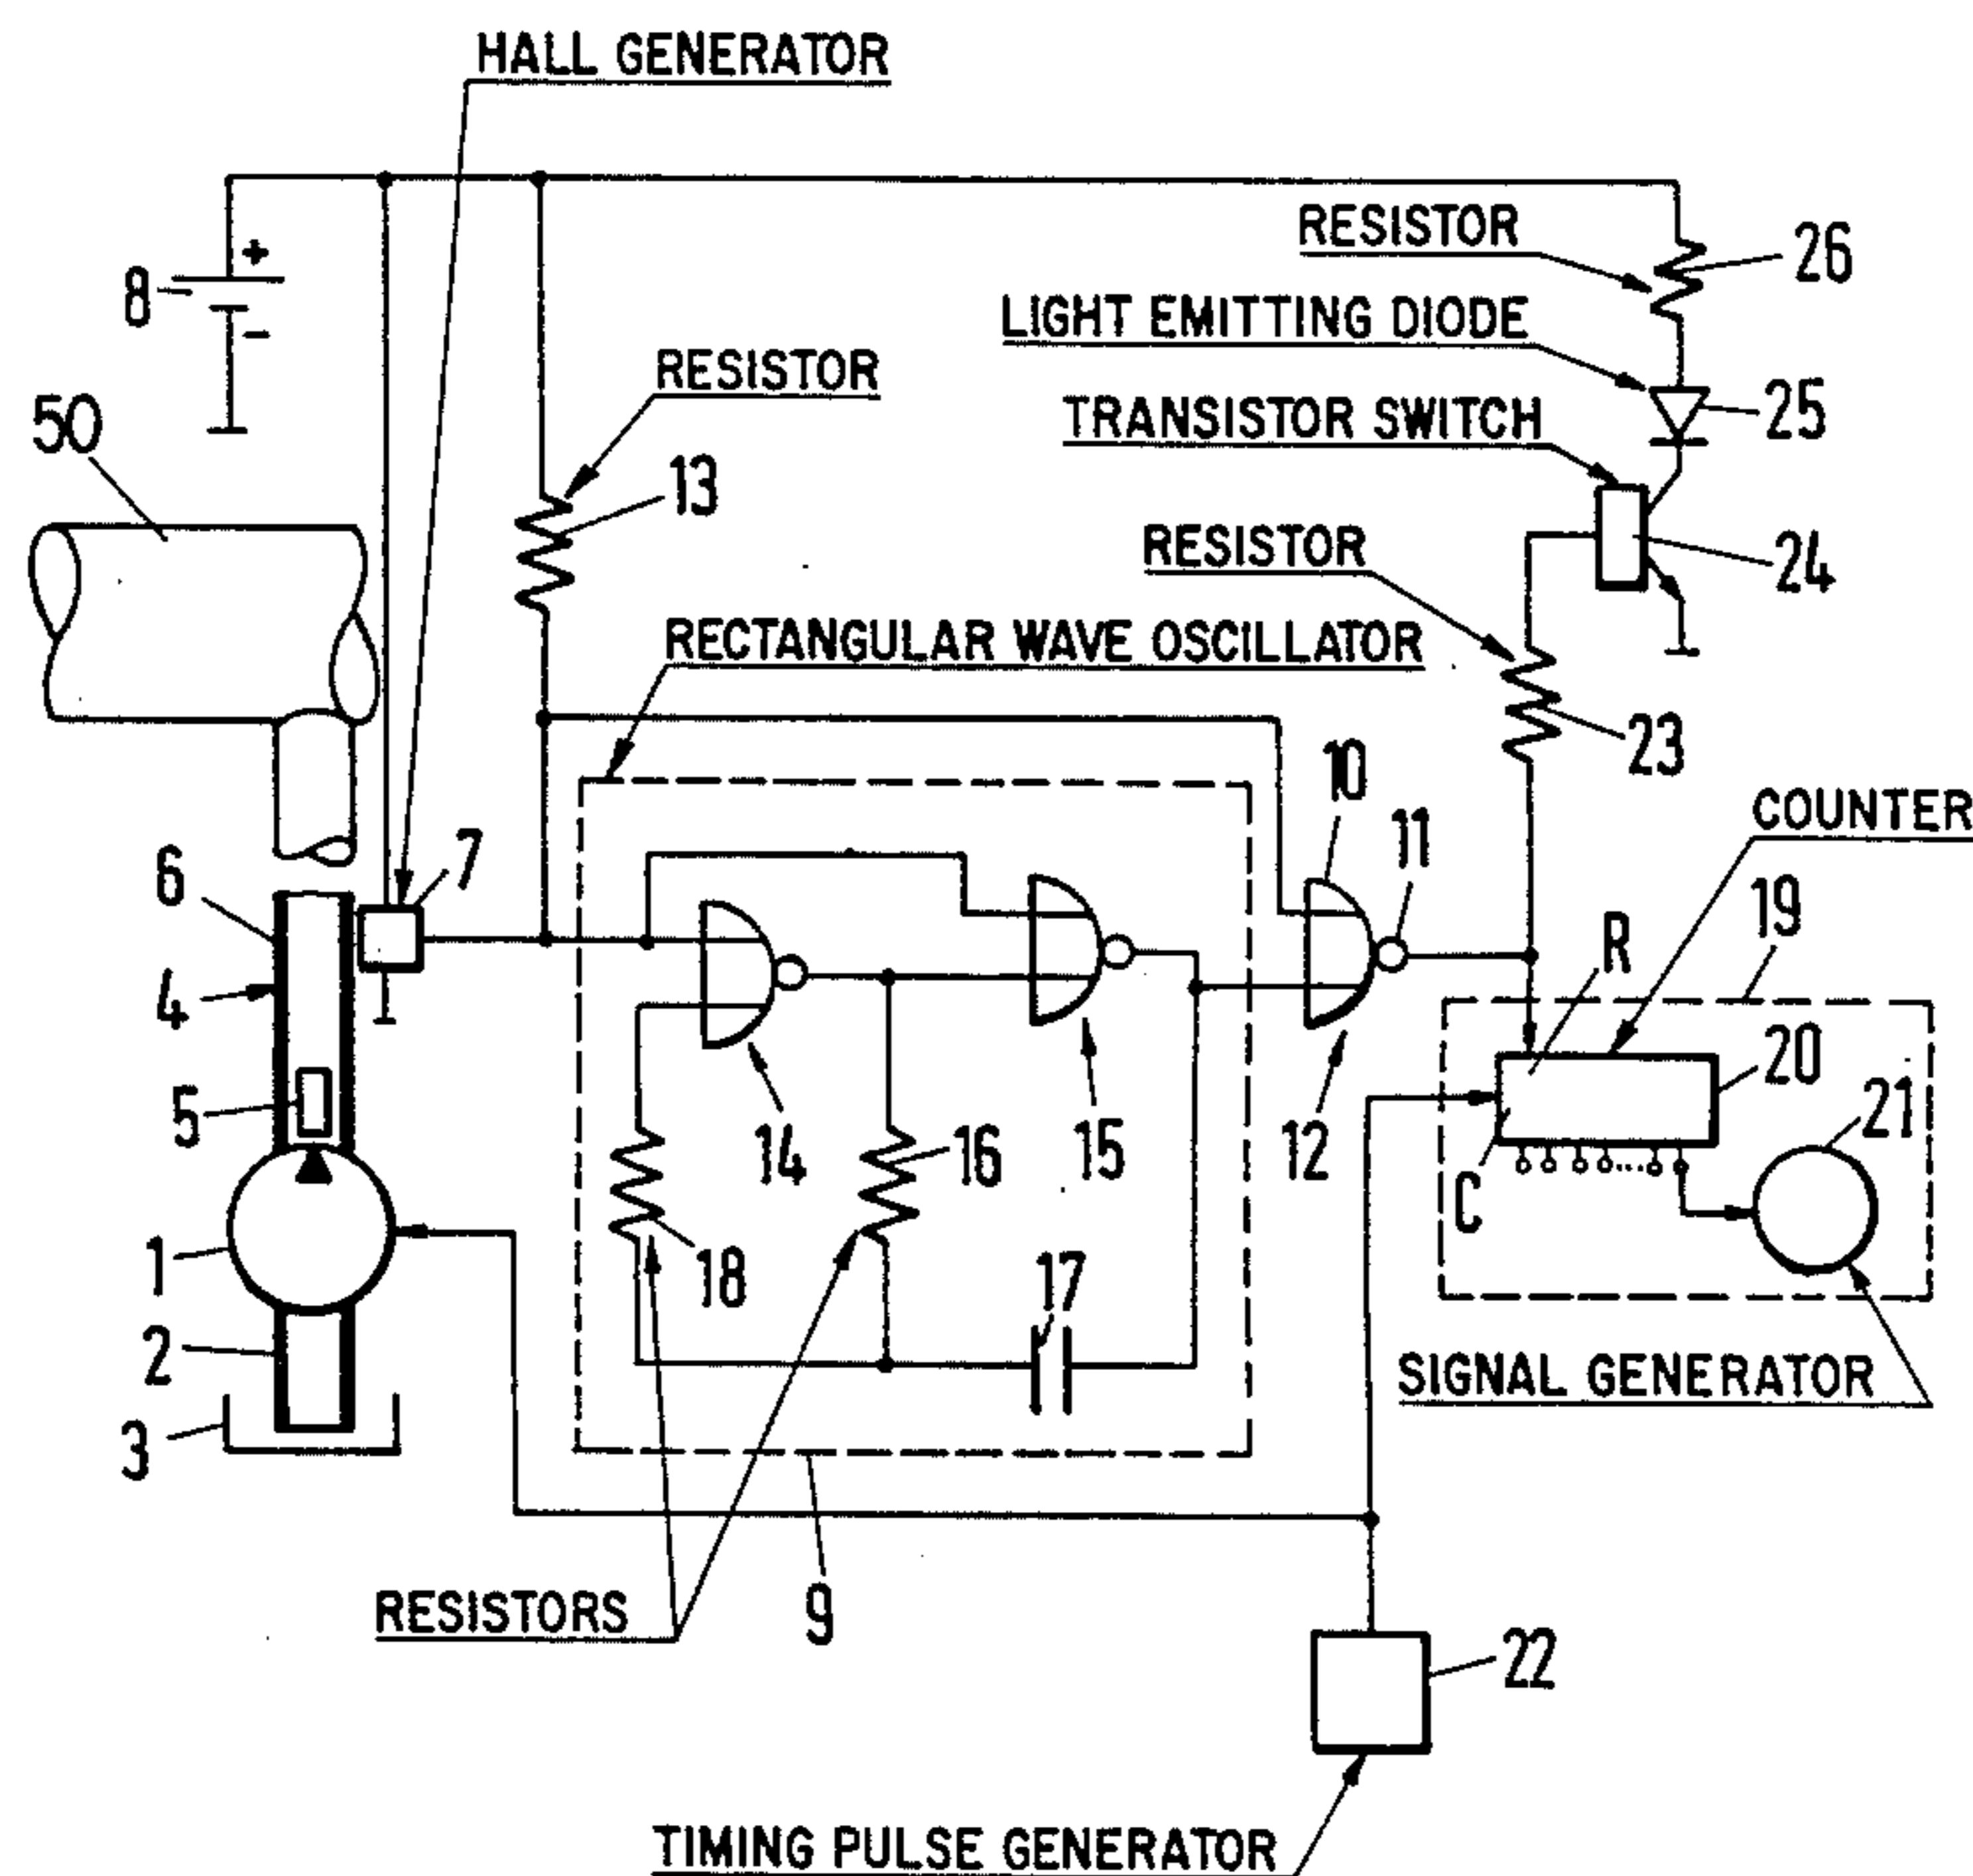 HALL GENERATOR
RESISTOR
26
+
8
-
LIGHT EMITTING DIODE
RESISTOR
25
50
TRANSISTOR SWITCH
13
RESISTOR
24
RECTANGULAR WAVE OSCILLATOR
23
10
COUNTER
11
6
7
19
R
4
20
5
14
16
15
12
21
C
1
18
17
2
SIGNAL GENERATOR
3
RESISTORS
9
22
TIMING PULSE GENERATOR